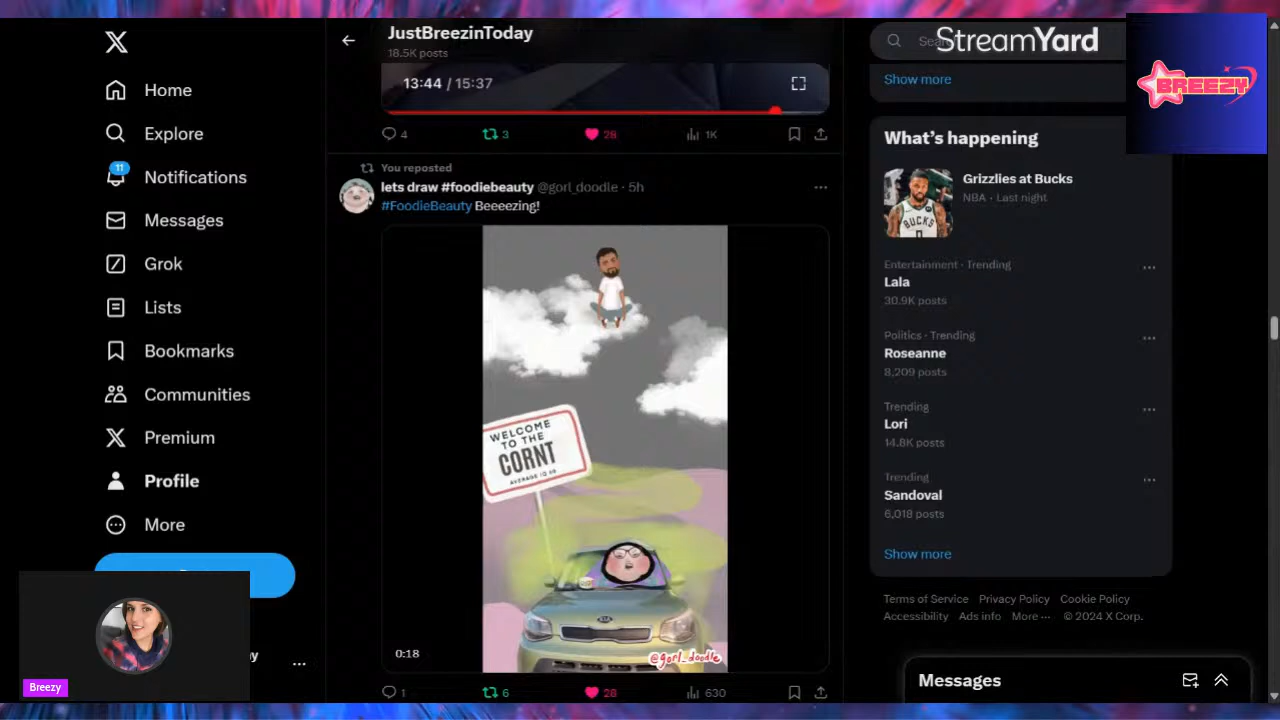 JustBreezinToday
18.5K posts
StreamYard
BREEZY
Home
Explore
11
Notifications
Messages
Grok
Lists
Bookmarks
Communities
Premium
Profile
More
Breezy
13:44 / 15:37
4
3
28
1K
You reposted
lets draw #foodiebeauty @gorl_doodle · 5h
#FoodieBeauty Beeeezing!
WELCOME
TO THE
CORNT
KIA
@gorl_doodle
0:18
1
6
28
630
Show more
What's happening
Grizzlies at Bucks
NBA · Last night
BUCKS
Entertainment · Trending
Lala
30.9K posts
Politics · Trending
Roseanne
8,209 posts
Trending
Lori
14.8K posts
Trending
Sandoval
6,018 posts
Show more
Terms of Service Privacy Policy Cookie Policy
Accessibility Ads info More ··· © 2024 X Corp.
Messages